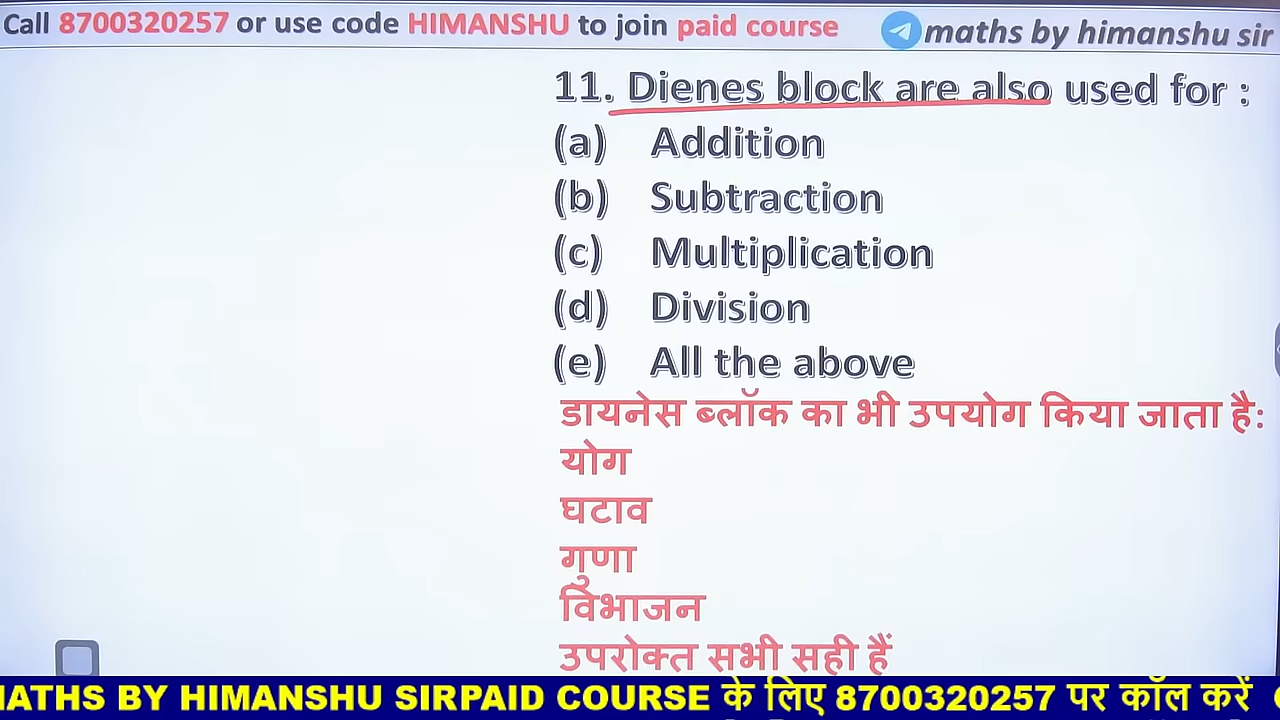 Call 8700320257 or use code HIMANSHU to join paid course
maths by himanshu sir
11. Dienes block are also used for :
(a) Addition
(b) Subtraction
(c) Multiplication
(d) Division
(e) All the above
डायनेस ब्लॉक का भी उपयोग किया जाता है:
योग
घटाव
गुणा
विभाजन
उपरोक्त सभी सही हैं
MATHS BY HIMANSHU SIRPAID COURSE के लिए 8700320257 पर कॉल करें